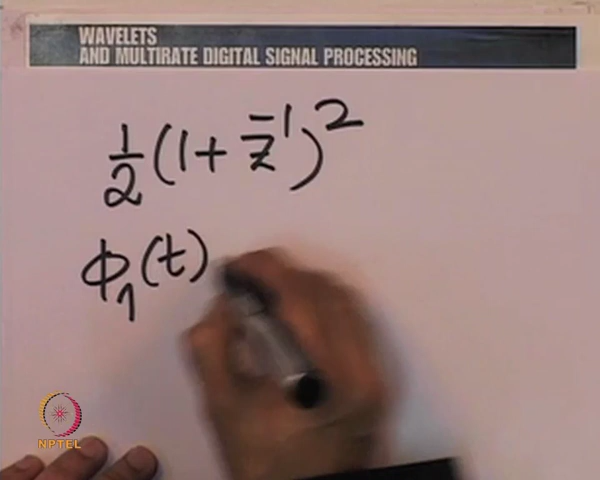 WAVELETS
AND MULTIRATE DIGITAL SIGNAL PROCESSING
1/2 (1 + z⁻¹)²
ϕ₁(t)
NPTEL